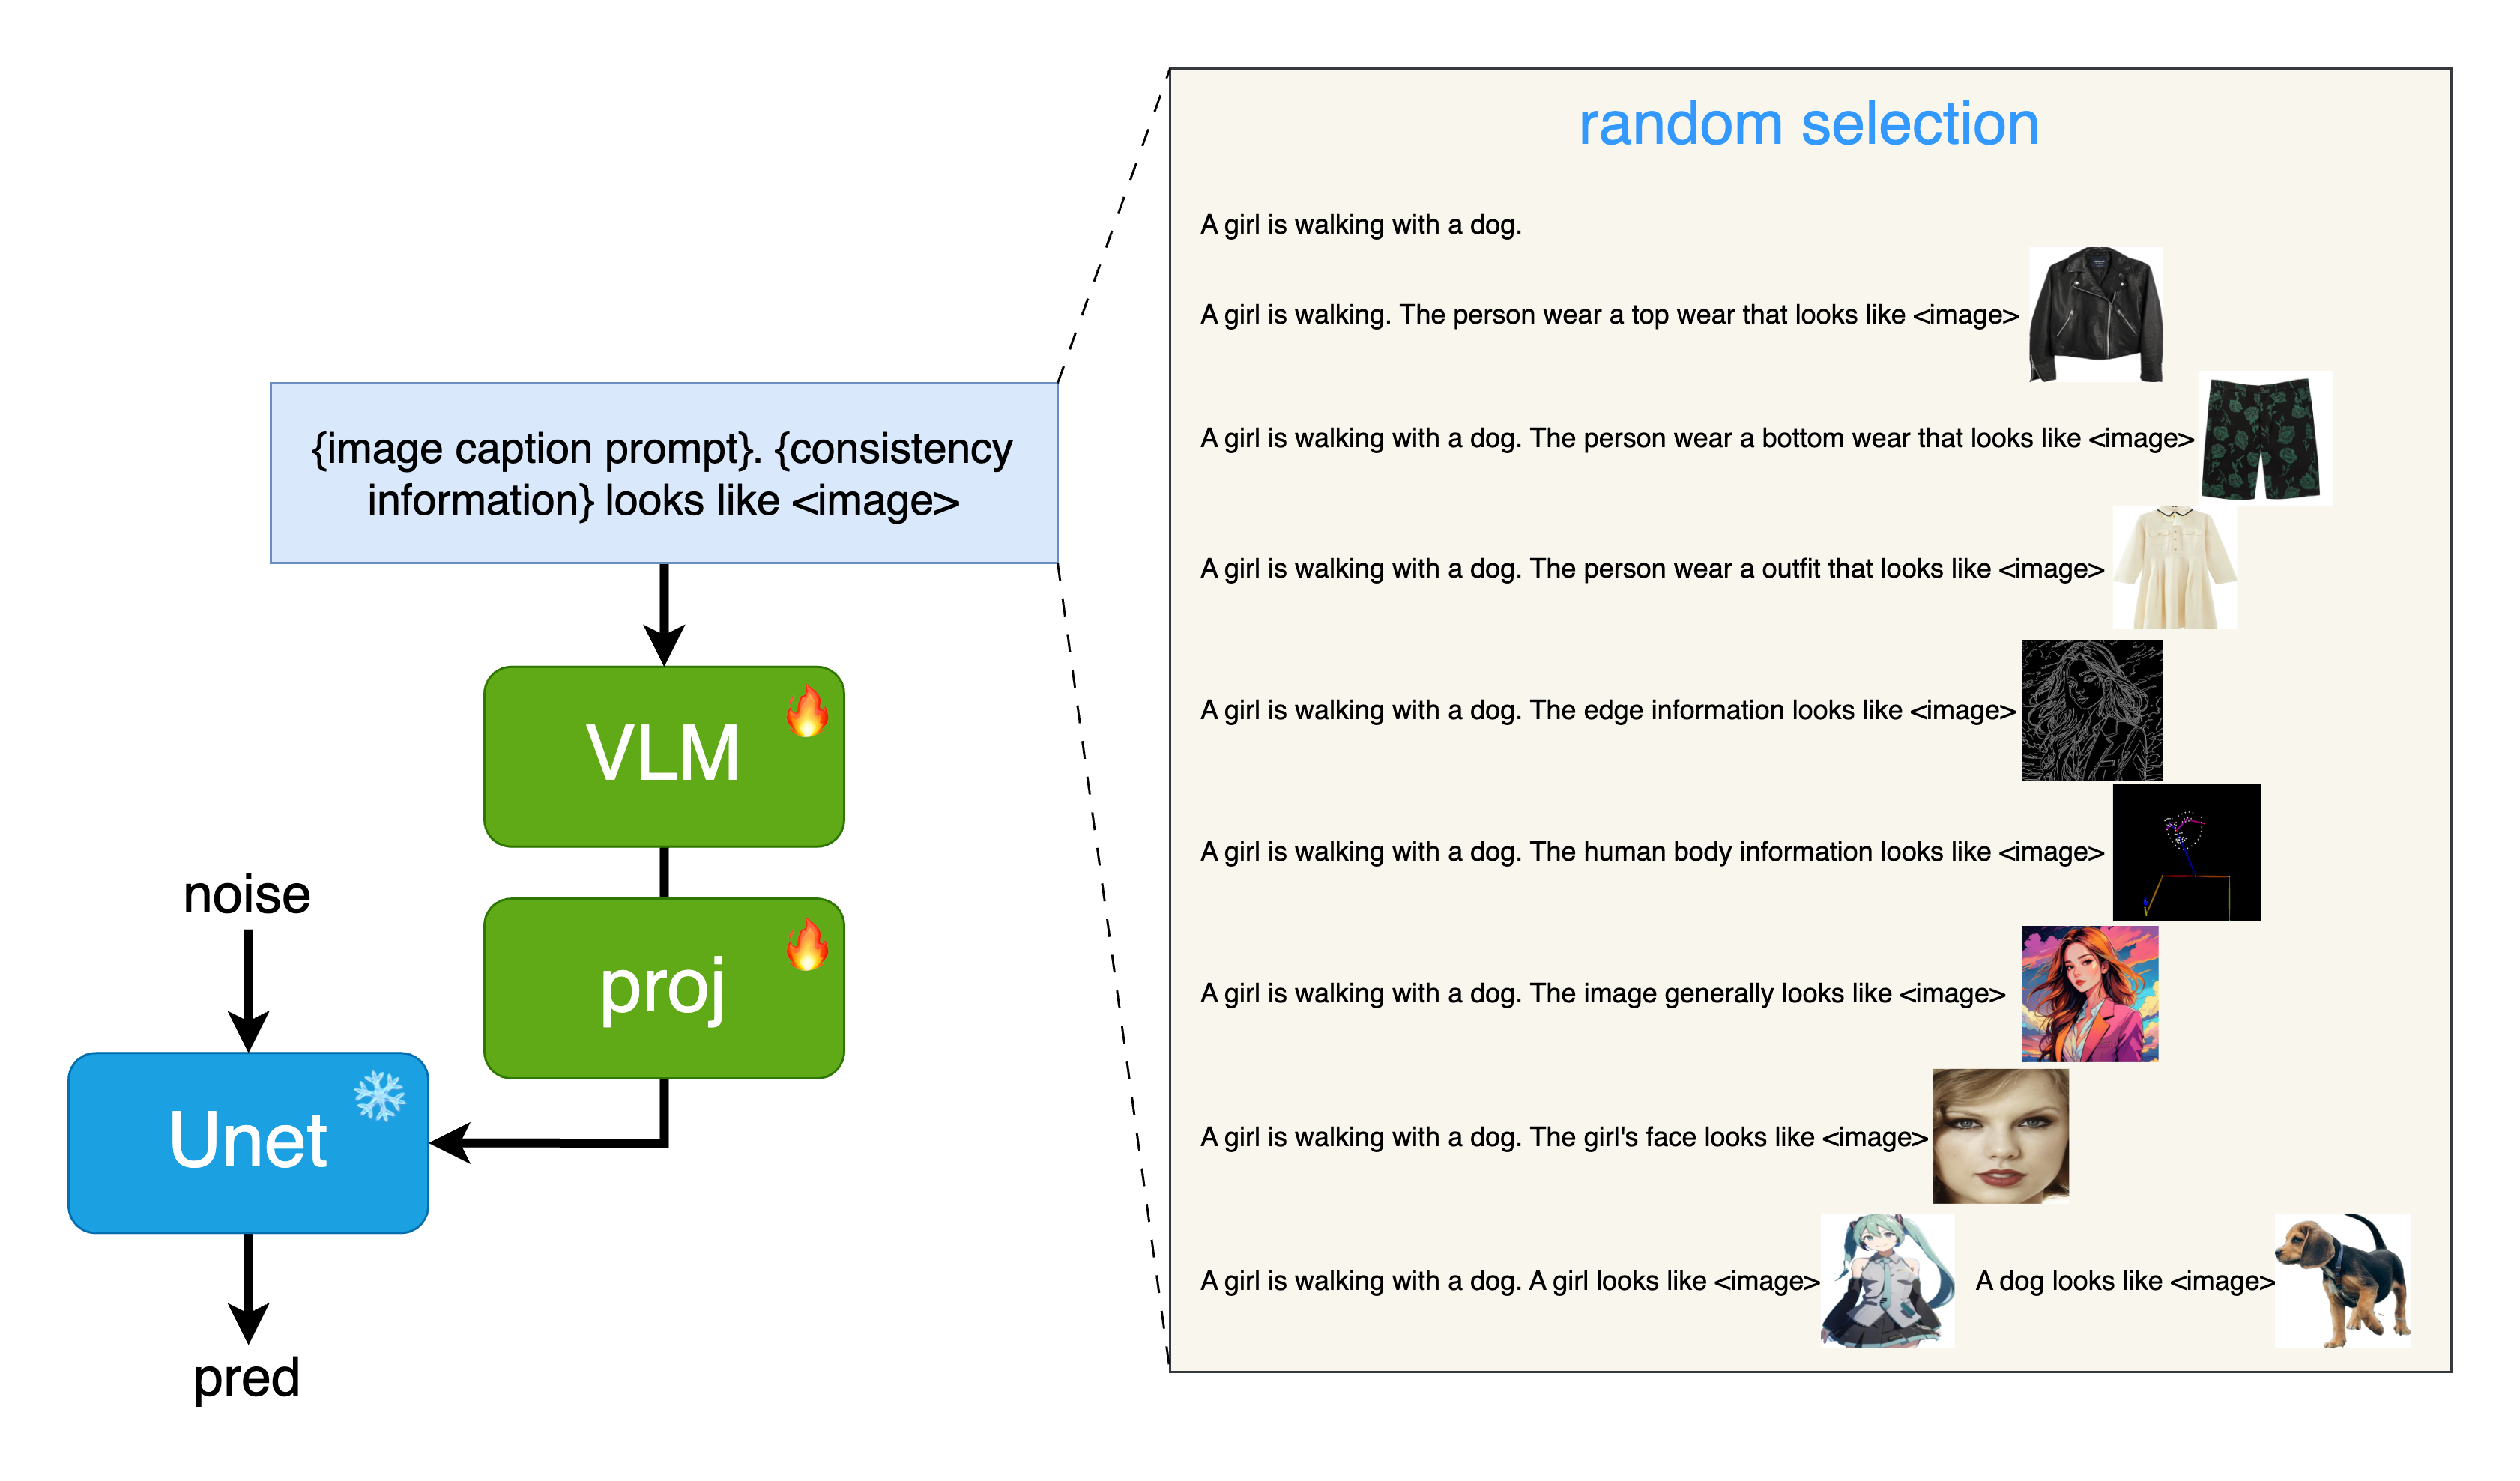 random selection
A girl is walking with a dog.
A girl is walking. The person wear a top wear that looks like <image>
A girl is walking with a dog. The person wear a bottom wear that looks like <image>
A girl is walking with a dog. The person wear a outfit that looks like <image>
A girl is walking with a dog. The edge information looks like <image>
A girl is walking with a dog. The human body information looks like <image>
A girl is walking with a dog. The image generally looks like <image>
A girl is walking with a dog. The girl's face looks like <image>
A girl is walking with a dog. A girl looks like <image> A dog looks like <image>
{image caption prompt}. {consistency
information} looks like <image>
VLM
proj
noise
Unet
pred